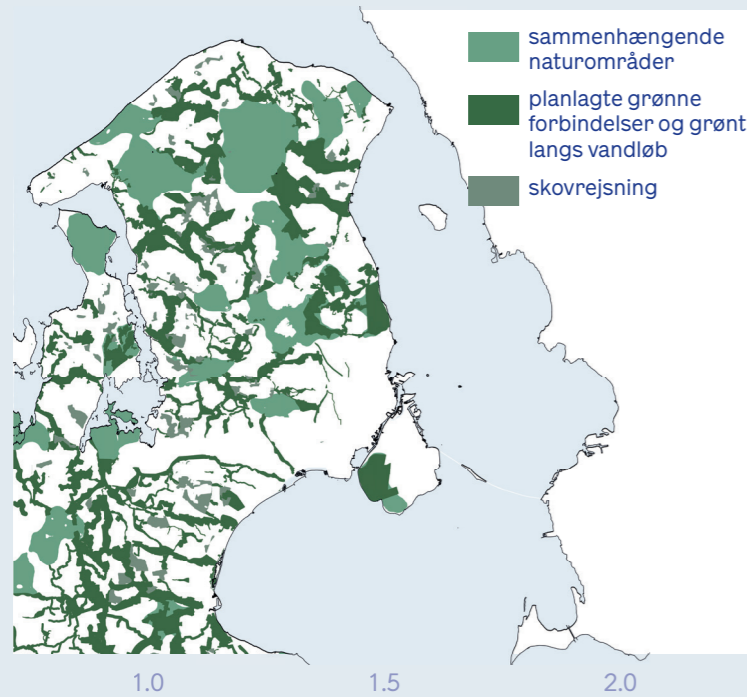 sammenhængende
naturområder
planlagte grønne
forbindelser og grønt
langs vandløb
skovrejsning
1.0
1.5
2.0